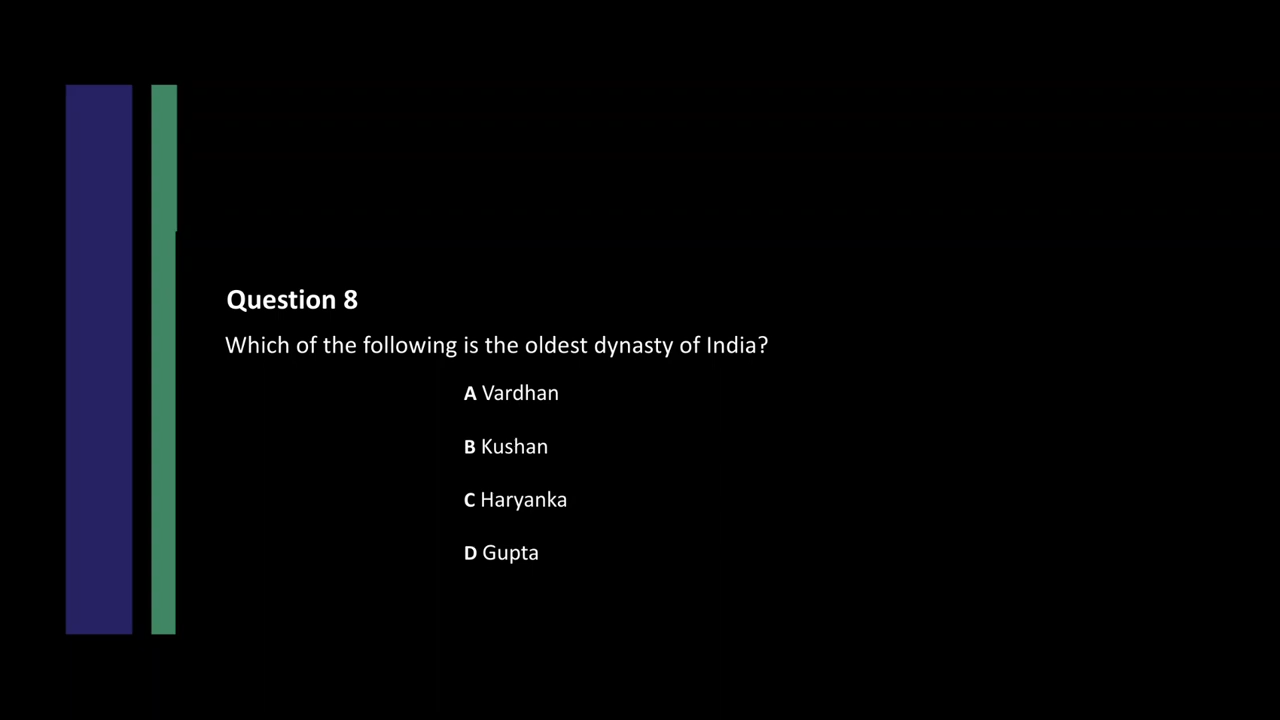 Question 8
Which of the following is the oldest dynasty of India?
A Vardhan
B Kushan
C Haryanka
D Gupta